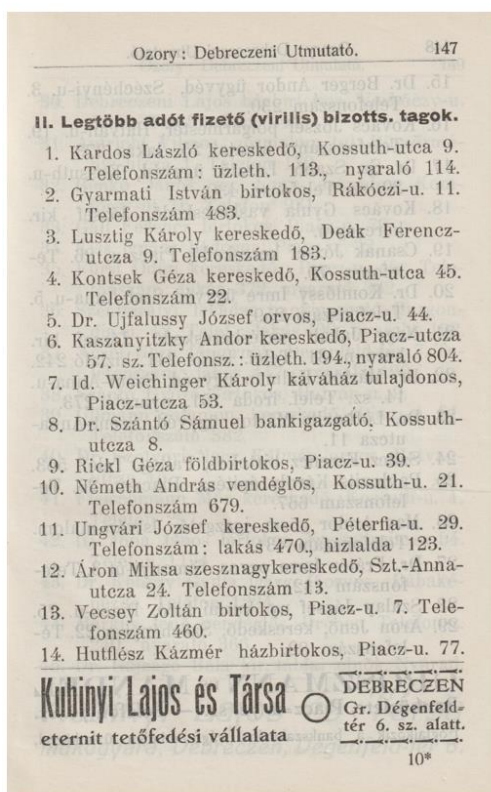 Ozory: Debreczeni Utmutató. 147
II. Legtöbb adót fizető (virilis) bizotts. tagok.
1. Kardos László kereskedő, Kossuth-utca 9.
Telefonszám: üzleth. 113., nyaraló 114.
2. Gyarmati István birtokos, Rákóczi-u. 11.
Telefonszám 483.
3. Lusztig Károly kereskedő, Deák Ferencz-
utcza 9. Telefonszám 183.
4. Kontsek Géza kereskedő, Kossuth-utca 45.
Telefonszám 22.
5. Dr. Ujfalussy József orvos, Piacz-u. 44.
6. Kaszanyitzky Andor kereskedő, Piacz-utcza
57. sz. Telefonsz.: üzleth. 194., nyaraló 804.
7. Id. Weichinger Károly káváház tulajdonos,
Piacz-utcza 53.
8. Dr. Szántó Sámuel bankigazgató, Kossuth-
utcza 8.
9. Rickl Géza földbirtokos, Piacz-u. 39.
10. Németh András vendéglős, Kossuth-u. 21.
Telefonszám 679.
11. Ungvári József kereskedő, Péterfia-u. 29.
Telefonszám: lakás 470., hizlalda 123.
12. Áron Miksa szesznagykereskedő, Szt.-Anna-
utcza 24. Telefonszám 13.
13. Vecsey Zoltán birtokos, Piacz-u. 7. Tele-
fonszám 460.
14. Hutflész Kázmér házbirtokos, Piacz-u. 77.
Kubinyi Lajos és Társa
eternit tetőfedési vállalata
DEBRECZEN
Gr. Dégenfeld-
tér 6. sz. alatt.
10*